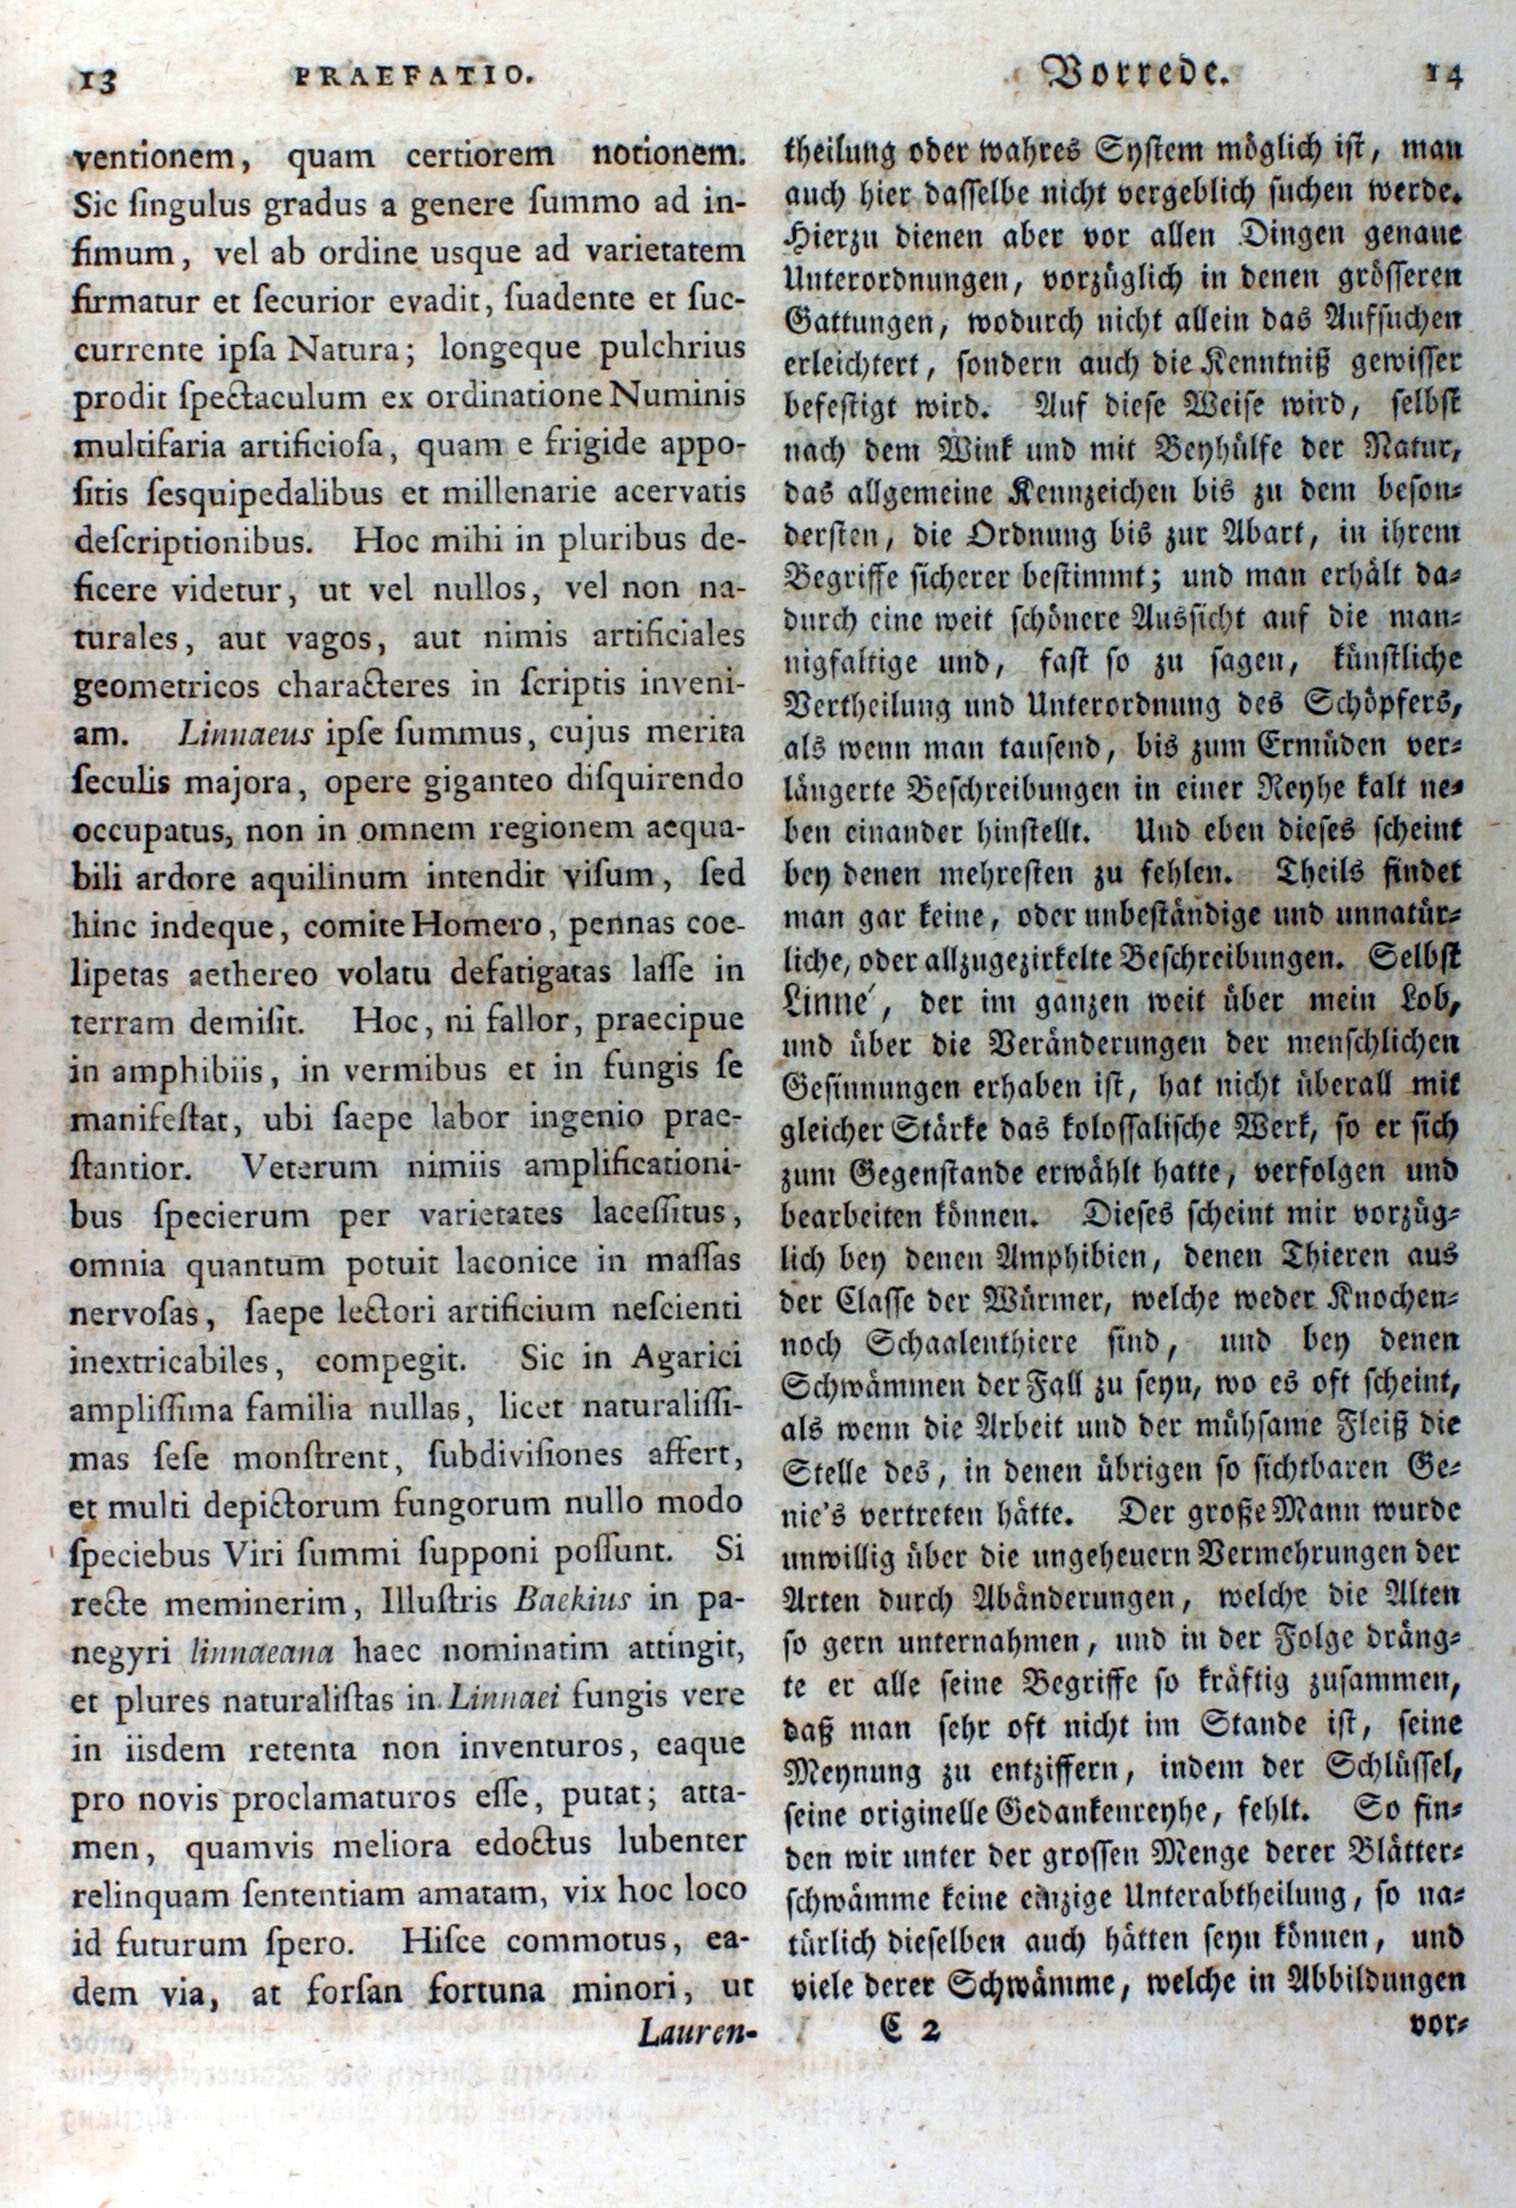 13 PRAEFATIO.
ventionem, quam certiorem notionem.
Sic ſingulus gradus a genere ſummo ad in-
fimum, vel ab ordine usque ad varietatem
firmatur et ſecurior evadit, ſuadente et ſuc-
currente ipſa Natura; longeque pulchrius
prodit ſpectaculum ex ordinatione Numinis
multifaria artificioſa, quam e frigide appo-
ſitis ſesquipedalibus et millenarie acervatis
deſcriptionibus. Hoc mihi in pluribus de-
ficere videtur, ut vel nullos, vel non na-
turales, aut vagos, aut nimis artificiales
geometricos characteres in ſcriptis inveni-
am. Linnaeus ipſe ſummus, cujus merita
ſeculis majora, opere giganteo diſquirendo
occupatus, non in omnem regionem aequa-
bili ardore aquilinum intendit viſum, ſed
hinc indeque, comite Homero, pennas coe-
lipetas aethereo volatu defatigatas laſſe in
terram demiſit. Hoc, ni fallor, praecipue
in amphibiis, in vermibus et in fungis ſe
manifeſtat, ubi ſaepe labor ingenio prae-
ſtantior. Veterum nimiis amplificationi-
bus ſpecierum per varietates laceſſitus,
omnia quantum potuit laconice in maſſas
nervoſas, ſaepe lectori artificium neſcienti
inextricabiles, compegit. Sic in Agarici
ampliſſima familia nullas, licet naturaliſſi-
mas ſeſe monſtrent, ſubdiviſiones affert,
et multi depictorum fungorum nullo modo
ſpeciebus Viri ſummi ſupponi poſſunt. Si
recte meminerim, Illuſtris Baekius in pa-
negyri linnaeana haec nominatim attingit,
et plures naturaliſtas in Linnaei fungis vere
in iisdem retenta non inventuros, eaque
pro novis proclamaturos eſſe, putat; atta-
men, quamvis meliora edoctus lubenter
relinquam ſententiam amatam, vix hoc loco
id futurum ſpero. Hiſce commotus, ea-
dem via, at forſan fortuna minori, ut
Lauren-
Vorrede. 14
theilung oder wahres Syſtem möglich iſt, man
auch hier daſſelbe nicht vergeblich ſuchen werde.
Hierzu dienen aber vor allen Dingen genaue
Unterordnungen, vorzüglich in denen gröſſeren
Gattungen, wodurch nicht allein das Aufſuchen
erleichtert, ſondern auch die Kenntniß gewiſſer
befeſtigt wird. Auf dieſe Weiſe wird, ſelbſt
nach dem Wink und mit Beyhülfe der Natur,
das allgemeine Kennzeichen bis zu dem beſon-
derſten, die Ordnung bis zur Abart, in ihrem
Begriffe ſicherer beſtimmt; und man erhält da-
durch eine weit ſchönere Ausſicht auf die man-
nigfaltige und, faſt ſo zu ſagen, künſtliche
Vertheilung und Unterordnung des Schöpfers,
als wenn man tauſend, bis zum Ermüden ver-
längerte Beſchreibungen in einer Reyhe kalt ne-
ben einander hinſtellt. Und eben dieſes ſcheint
bey denen mehreſten zu fehlen. Theils findet
man gar keine, oder unbeſtändige und unnatür-
liche, oder allzugezirkelte Beſchreibungen. Selbſt
Linne´, der im ganzen weit über mein Lob,
und über die Veränderungen der menſchlichen
Geſinnungen erhaben iſt, hat nicht überall mit
gleicher Stärke das koloſſaliſche Werk, ſo er ſich
zum Gegenſtande erwählt hatte, verfolgen und
bearbeiten können. Dieſes ſcheint mir vorzüg-
lich bey denen Amphibien, denen Thieren aus
der Claſſe der Würmer, welche weder Knochen-
noch Schaalenthiere ſind, und bey denen
Schwämmen der Fall zu ſeyn, wo es oft ſcheint,
als wenn die Arbeit und der mühſame Fleiß die
Stelle des, in denen übrigen ſo ſichtbaren Ge-
nie's vertreten hätte. Der große Mann wurde
unwillig über die ungeheuern Vermehrungen der
Arten durch Abänderungen, welche die Alten
ſo gern unternahmen, und in der Folge dräng-
te er alle ſeine Begriffe ſo kräftig zuſammen,
daß man ſehr oft nicht im Stande iſt, ſeine
Meynung zu entziffern, indem der Schlüſſel,
ſeine originelle Gedankenreyhe, fehlt. So fin-
den wir unter der groſſen Menge derer Blätter-
ſchwämme keine einzige Unterabtheilung, ſo na-
türlich dieſelben auch hätten ſeyn können, und
viele derer Schwämme, welche in Abbildungen
C 2 vor-